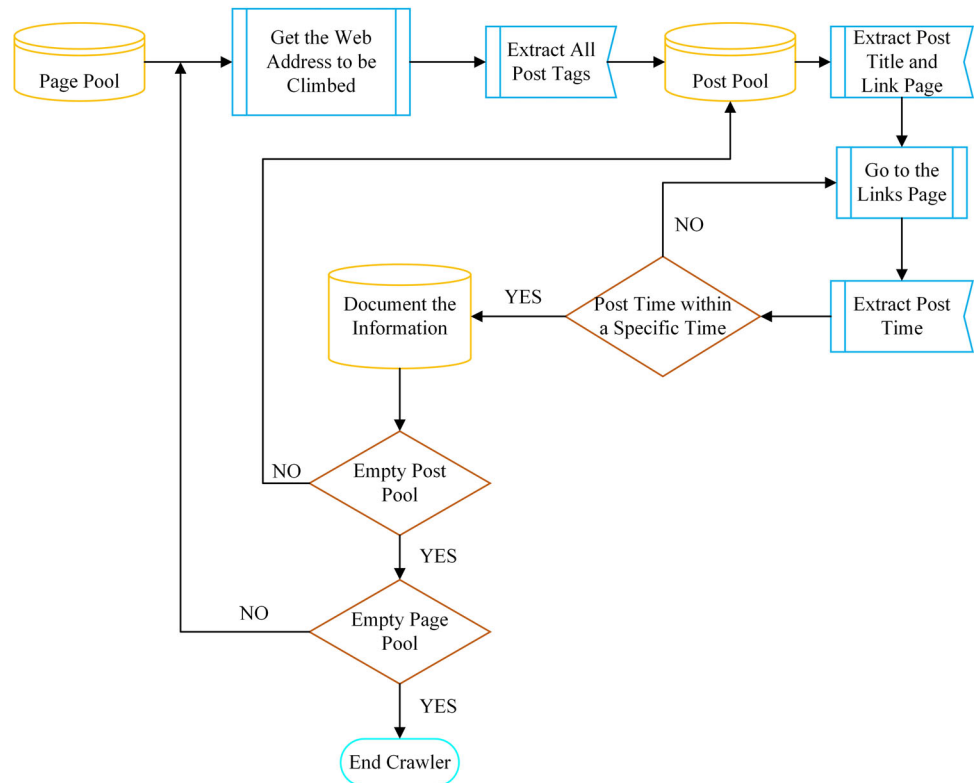 Page Pool
Get the Web
Address to be
Climbed
Extract All
Post Tags
Post Pool
Extract Post
Title and
Link Page
Go to the
Links Page
NO
Document the
Information
YES
Post Time within
a Specific Time
Extract Post
Time
NO
Empty Post
Pool
YES
NO
Empty Page
Pool
YES
End Crawler